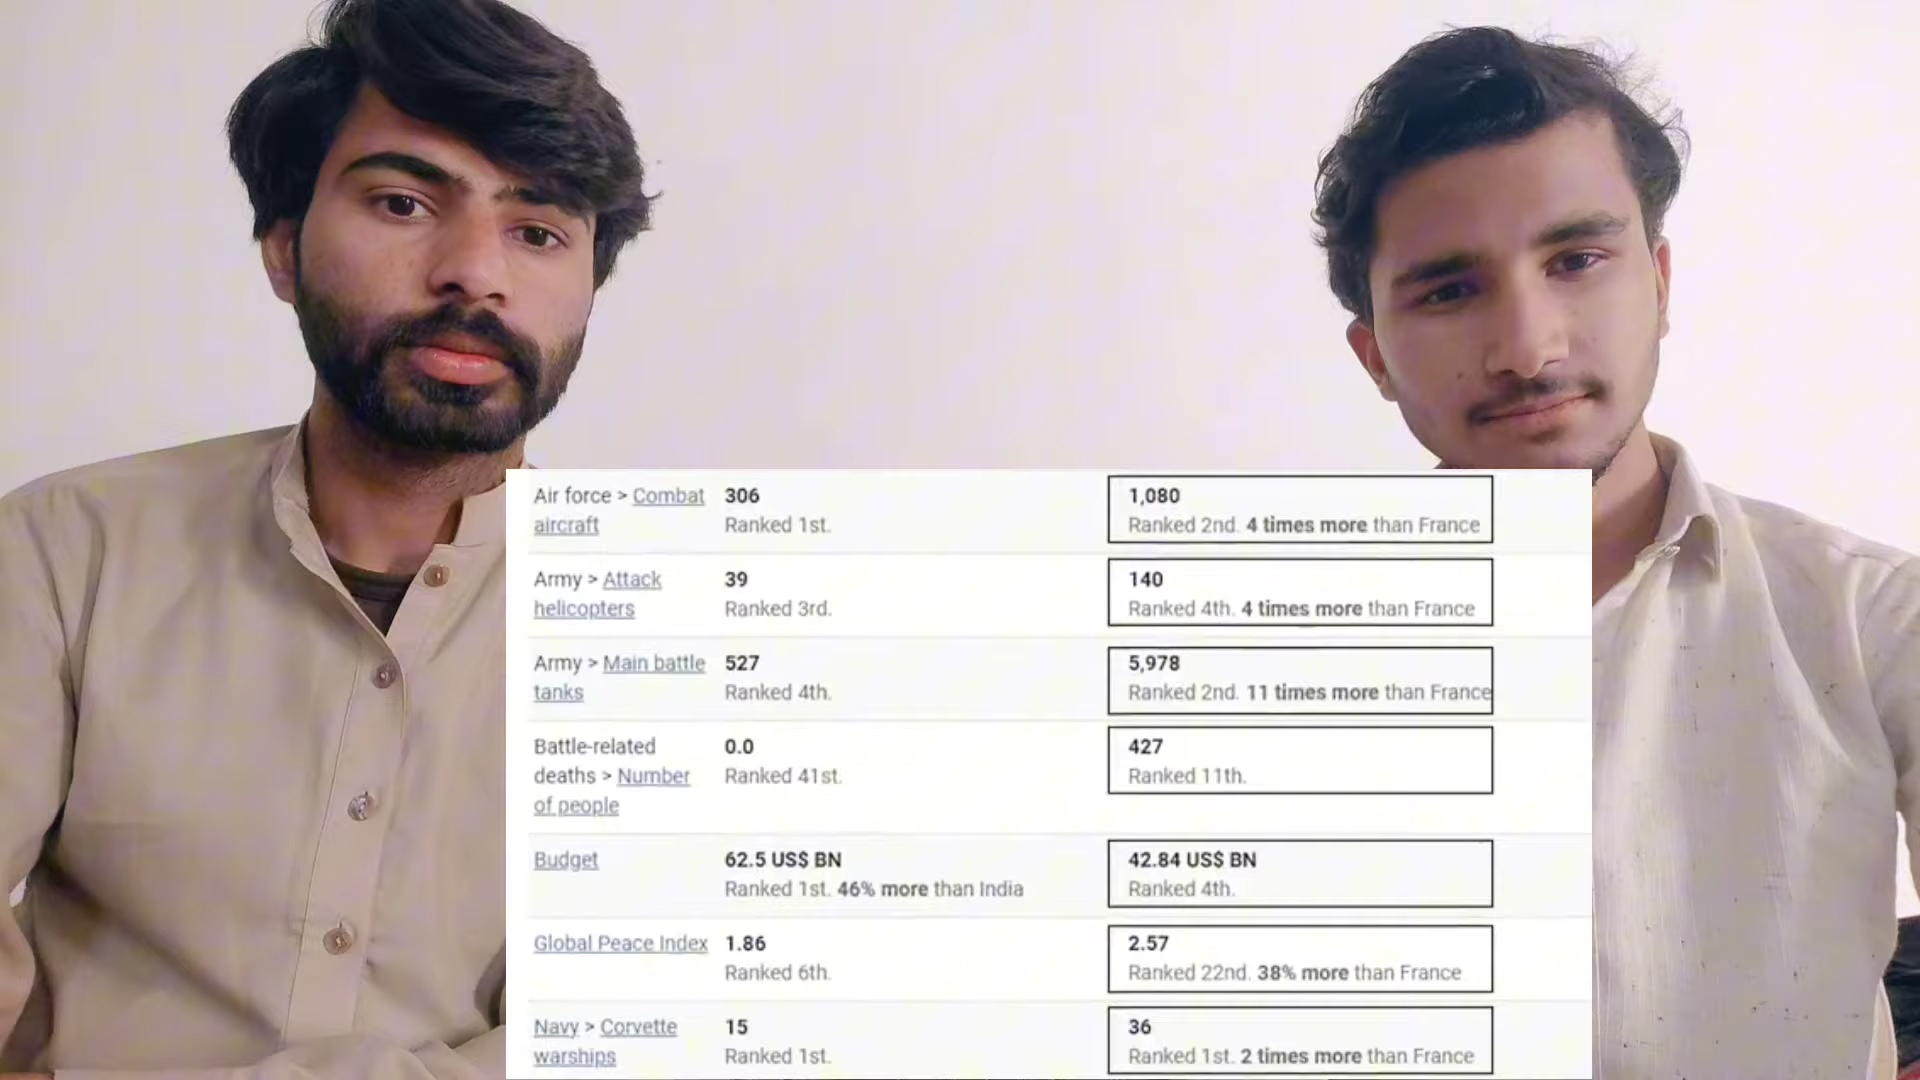 Air force > Combat aircraft
306
Ranked 1st.
1,080
Ranked 2nd. 4 times more than France
Army > Attack helicopters
39
Ranked 3rd.
140
Ranked 4th. 4 times more than France
Army > Main battle tanks
527
Ranked 4th.
5,978
Ranked 2nd. 11 times more than France
Battle-related deaths > Number of people
0.0
Ranked 41st.
427
Ranked 11th.
Budget
62.5 US$ BN
Ranked 1st. 46% more than India
42.84 US$ BN
Ranked 4th.
Global Peace Index
1.86
Ranked 6th.
2.57
Ranked 22nd. 38% more than France
Navy > Corvette warships
15
Ranked 1st.
36
Ranked 1st. 2 times more than France